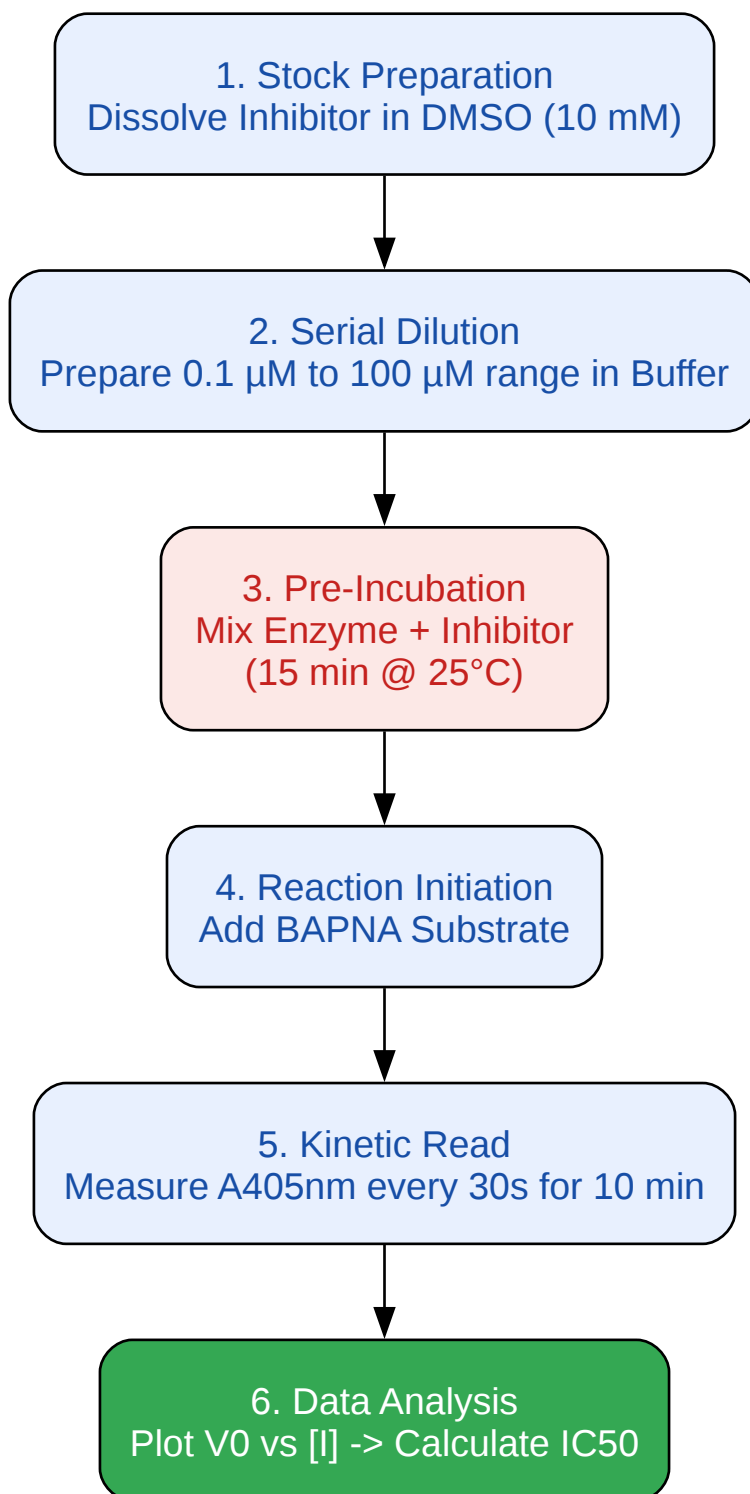 1. Stock Preparation
Dissolve Inhibitor in DMSO (10 mM)
2. Serial Dilution
Prepare 0.1 µM to 100 µM range in Buffer
3. Pre-Incubation
Mix Enzyme + Inhibitor
(15 min @ 25°C)
4. Reaction Initiation
Add BAPNA Substrate
5. Kinetic Read
Measure A405nm every 30s for 10 min
6. Data Analysis
Plot V0 vs [I] -> Calculate IC50